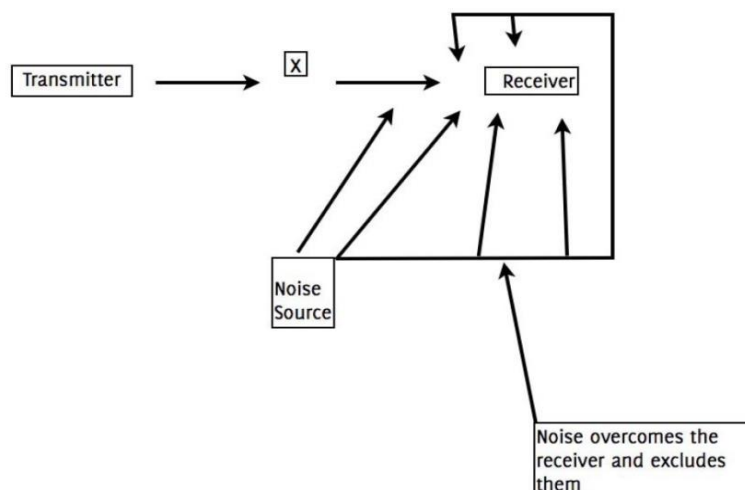 Transmitter
X
Receiver
Noise
Source
Noise overcomes the
receiver and excludes
them